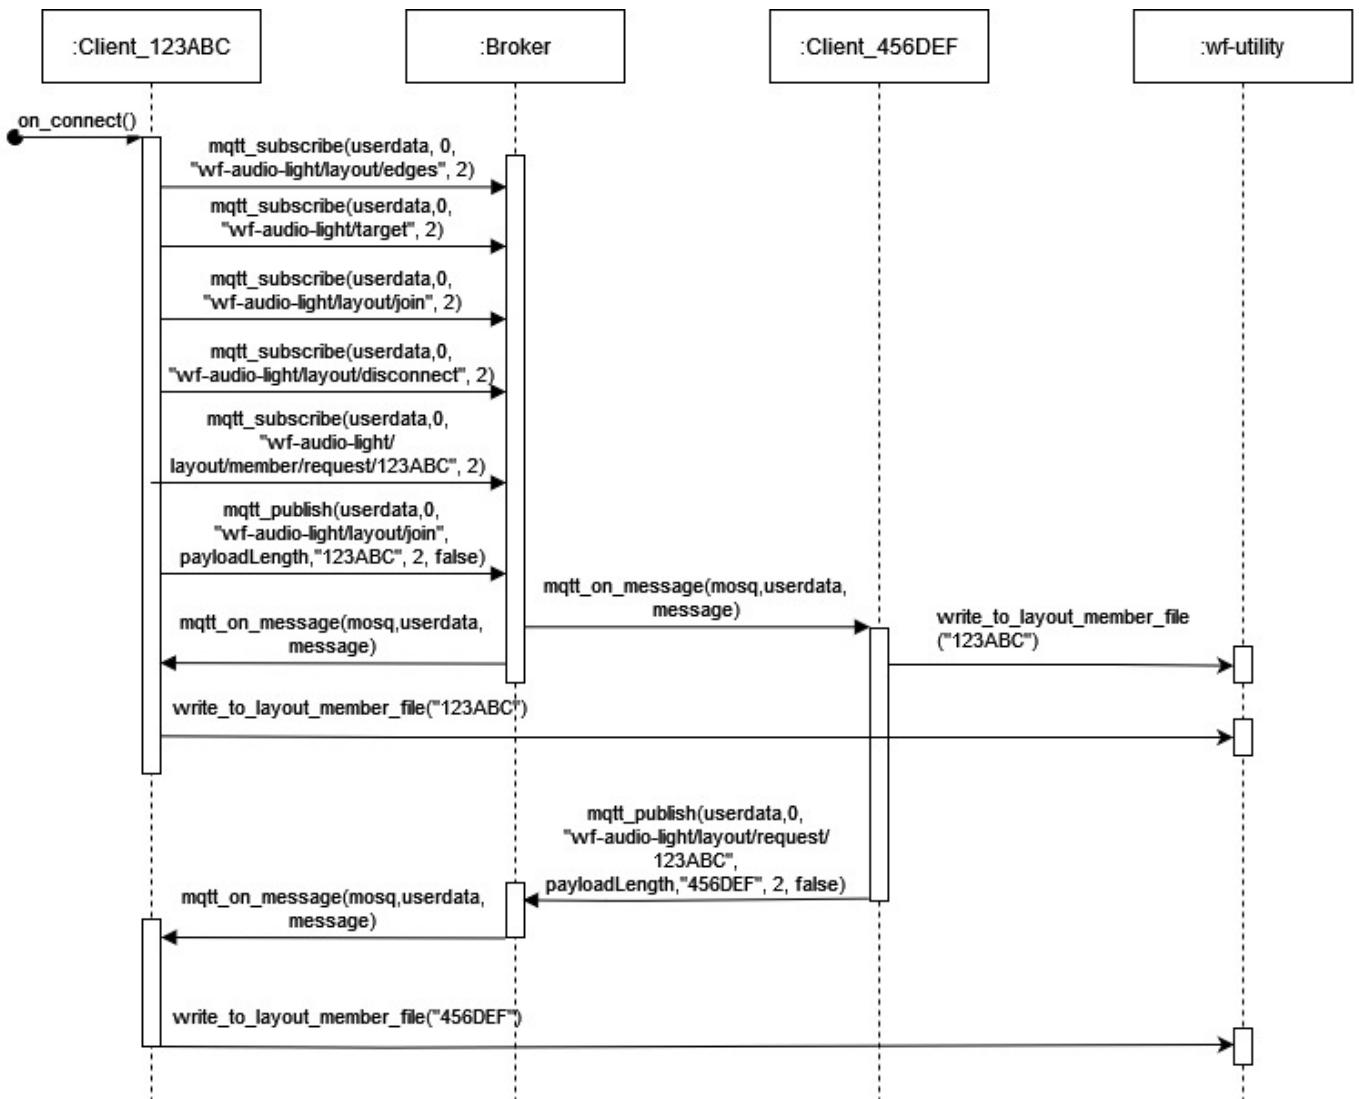 :Client_123ABC
:Broker
:Client_456DEF
:wf-utility
on_connect()
mqtt_subscribe(userdata, 0,
"wf-audio-light/layout/edges", 2)
mqtt_subscribe(userdata,0,
"wf-audio-light/target", 2)
mqtt_subscribe(userdata,0,
"wf-audio-light/layout/join", 2)
mqtt_subscribe(userdata,0,
"wf-audio-light/layout/disconnect", 2)
mqtt_subscribe(userdata,0,
"wf-audio-light/
layout/member/request/123ABC", 2)
mqtt_publish(userdata,0,
"wf-audio-light/layout/join",
payloadLength,"123ABC", 2, false)
mqtt_on_message(mosq,userdata,
message)
write_to_layout_member_file
("123ABC")
mqtt_on_message(mosq,userdata,
message)
write_to_layout_member_file("123ABC")
mqtt_publish(userdata,0,
"wf-audio-light/layout/request/
123ABC",
payloadLength,"456DEF", 2, false)
mqtt_on_message(mosq,userdata,
message)
write_to_layout_member_file("456DEF")